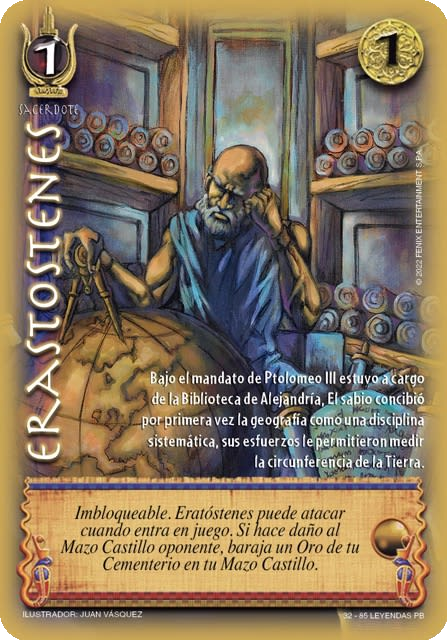 1
1
SACERDOTE
ERASTOSTENES
© 2022 FENIX ENTERTAINMENT S.P.A.
Bajo el mandato de Ptolomeo III estuvo a cargo
de la Biblioteca de Alejandría, El sabio concibió
por primera vez la geografía como una disciplina
sistemática, sus esfuerzos le permitieron medir
la circunferencia de la Tierra.
Imbloqueable. Eratóstenes puede atacar
cuando entra en juego. Si hace daño al
Mazo Castillo oponente, baraja un Oro de tu
Cementerio en tu Mazo Castillo.
ILUSTRADOR: JUAN VÁSQUEZ
32 - 85 LEYENDAS PB